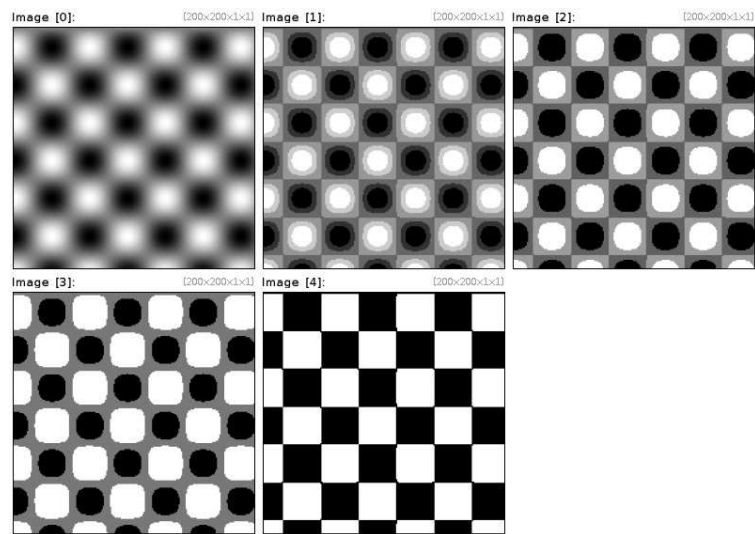 Image [0]: (200×200×1×1)
Image [1]: (200×200×1×1)
Image [2]: (200×200×1×1)
Image [3]: (200×200×1×1)
Image [4]: (200×200×1×1)